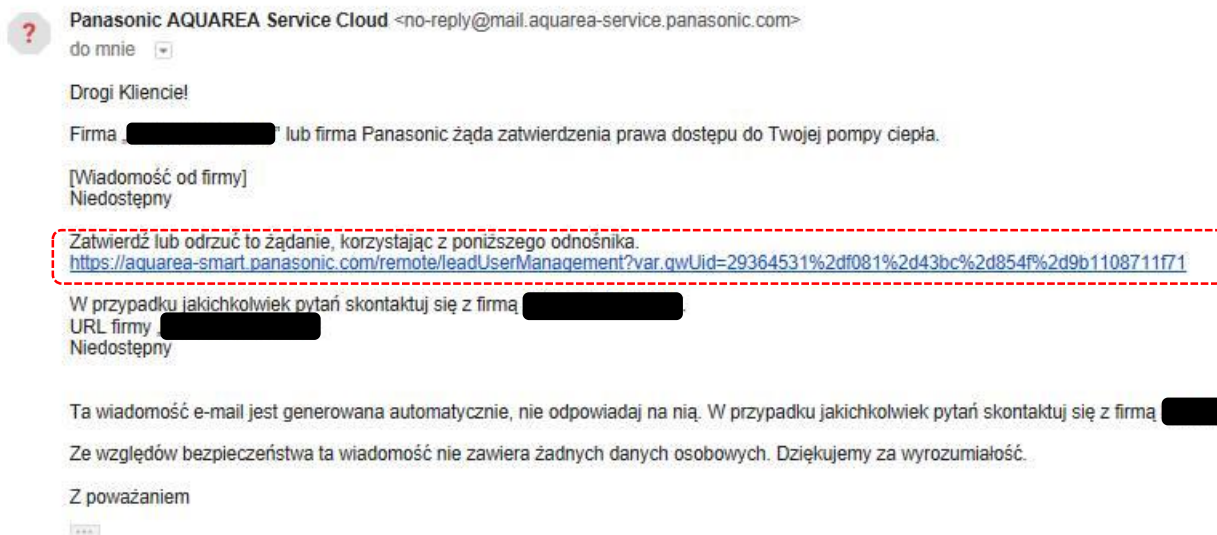 ?
Panasonic AQUAREA Service Cloud <no-reply@mail.aquarea-service.panasonic.com>
do mnie
Drogi Kliencie!
Firma „ ” lub firma Panasonic żąda zatwierdzenia prawa dostępu do Twojej pompy ciepła.
[Wiadomość od firmy]
Niedostępny
Zatwierdź lub odrzuć to żądanie, korzystając z poniższego odnośnika.
https://aquarea-smart.panasonic.com/remote/leadUserManagement?var.gwUid=29364531%2df081%2d43bc%2d854f%2d9b1108711f71
W przypadku jakichkolwiek pytań skontaktuj się z firmą .
URL firmy „
Niedostępny
Ta wiadomość e-mail jest generowana automatycznie, nie odpowiadaj na nią. W przypadku jakichkolwiek pytań skontaktuj się z firmą
Ze względów bezpieczeństwa ta wiadomość nie zawiera żadnych danych osobowych. Dziękujemy za wyrozumiałość.
Z poważaniem